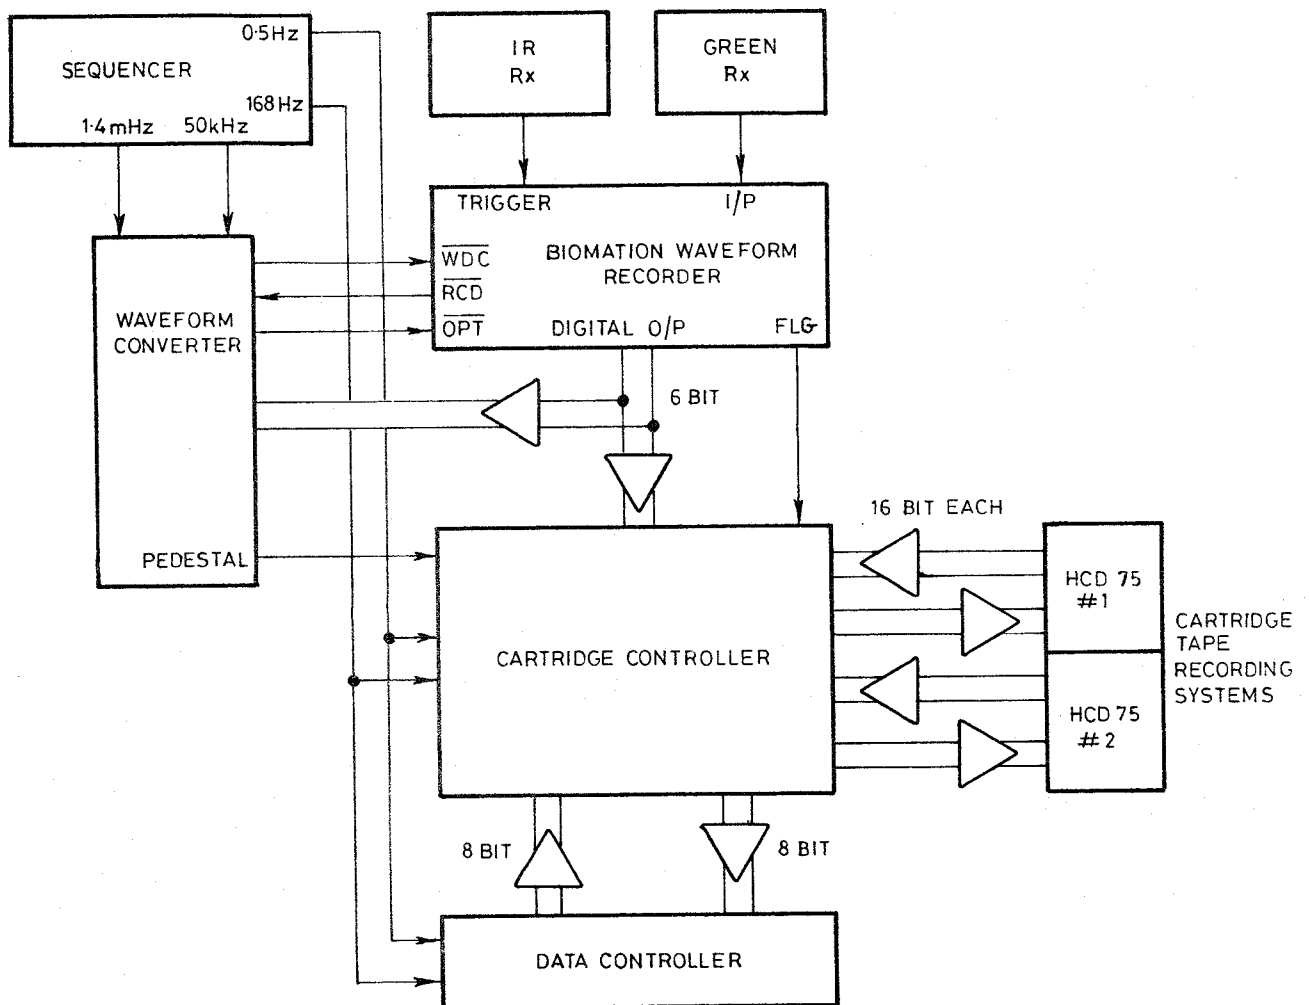 0.5Hz
SEQUENCER
168Hz
1.4mHz
50kHz
IR
Rx
GREEN
Rx
TRIGGER
I/P
WDC
BIOMATION WAVEFORM
RECORDER
RCD
OPT
DIGITAL O/P
FLG
WAVEFORM
CONVERTER
6 BIT
PEDESTAL
16 BIT EACH
HCD 75
#1
CARTRIDGE
TAPE
RECORDING
SYSTEMS
CARTRIDGE CONTROLLER
HCD 75
#2
8 BIT
8 BIT
DATA CONTROLLER